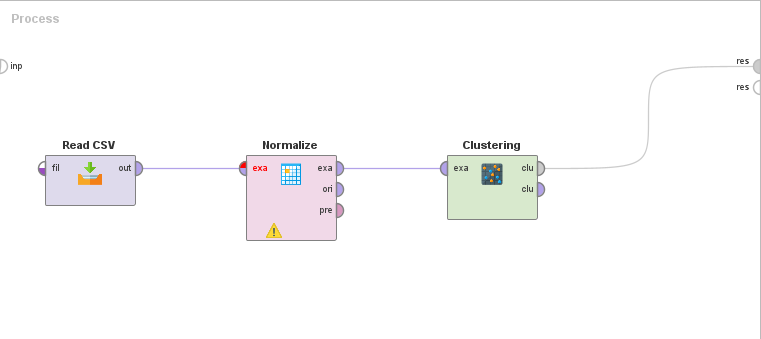 Process
inp
res
res
Read CSV
fil
out
Normalize
exa
exa
ori
pre
Clustering
exa
clu
clu